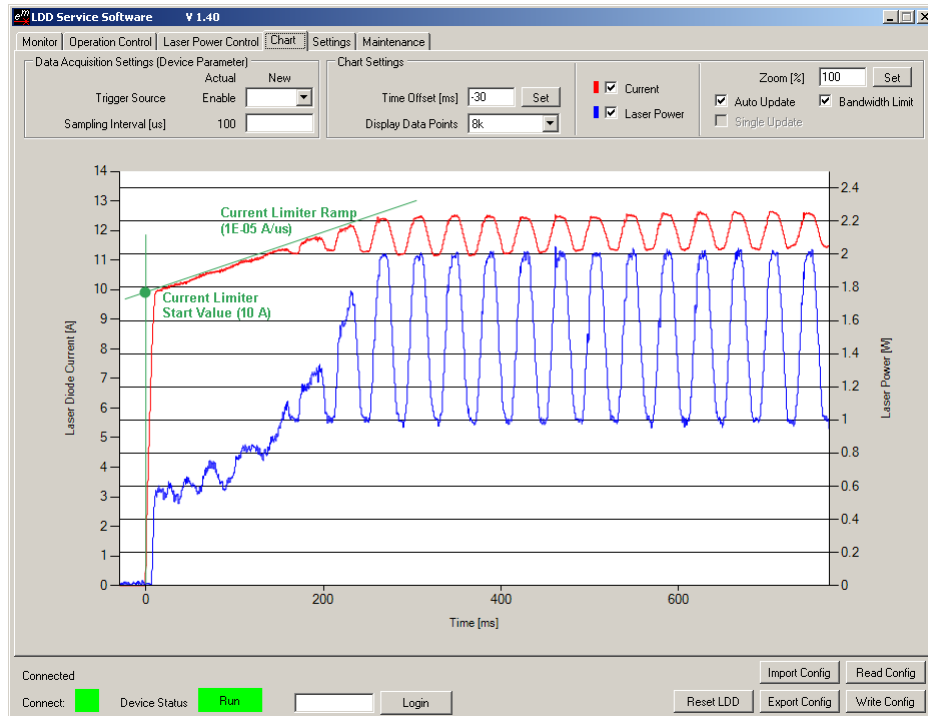 LDD Service Software V 1.40
Monitor Operation Control Laser Power Control Chart Settings Maintenance
Data Acquisition Settings (Device Parameter)
Actual New
Trigger Source Enable
Sampling Interval [us] 100
Chart Settings
Time Offset [ms] -30 Set
Display Data Points 8k
Current
Laser Power
Zoom [%] 100 Set
Auto Update Bandwidth Limit
Single Update
14
13
12
11
10
9
8
7
6
5
4
3
2
1
0
Laser Diode Current [A]
Current Limiter Ramp
(1E-05 A/us)
Current Limiter
Start Value (10 A)
2.4
2.2
2
1.8
1.6
1.4
1.2
1
0.8
0.6
0.4
0.2
0
Laser Power [W]
0 200 400 600
Time [ms]
Connected
Connect: Device Status Run Login
Import Config Read Config
Reset LDD Export Config Write Config